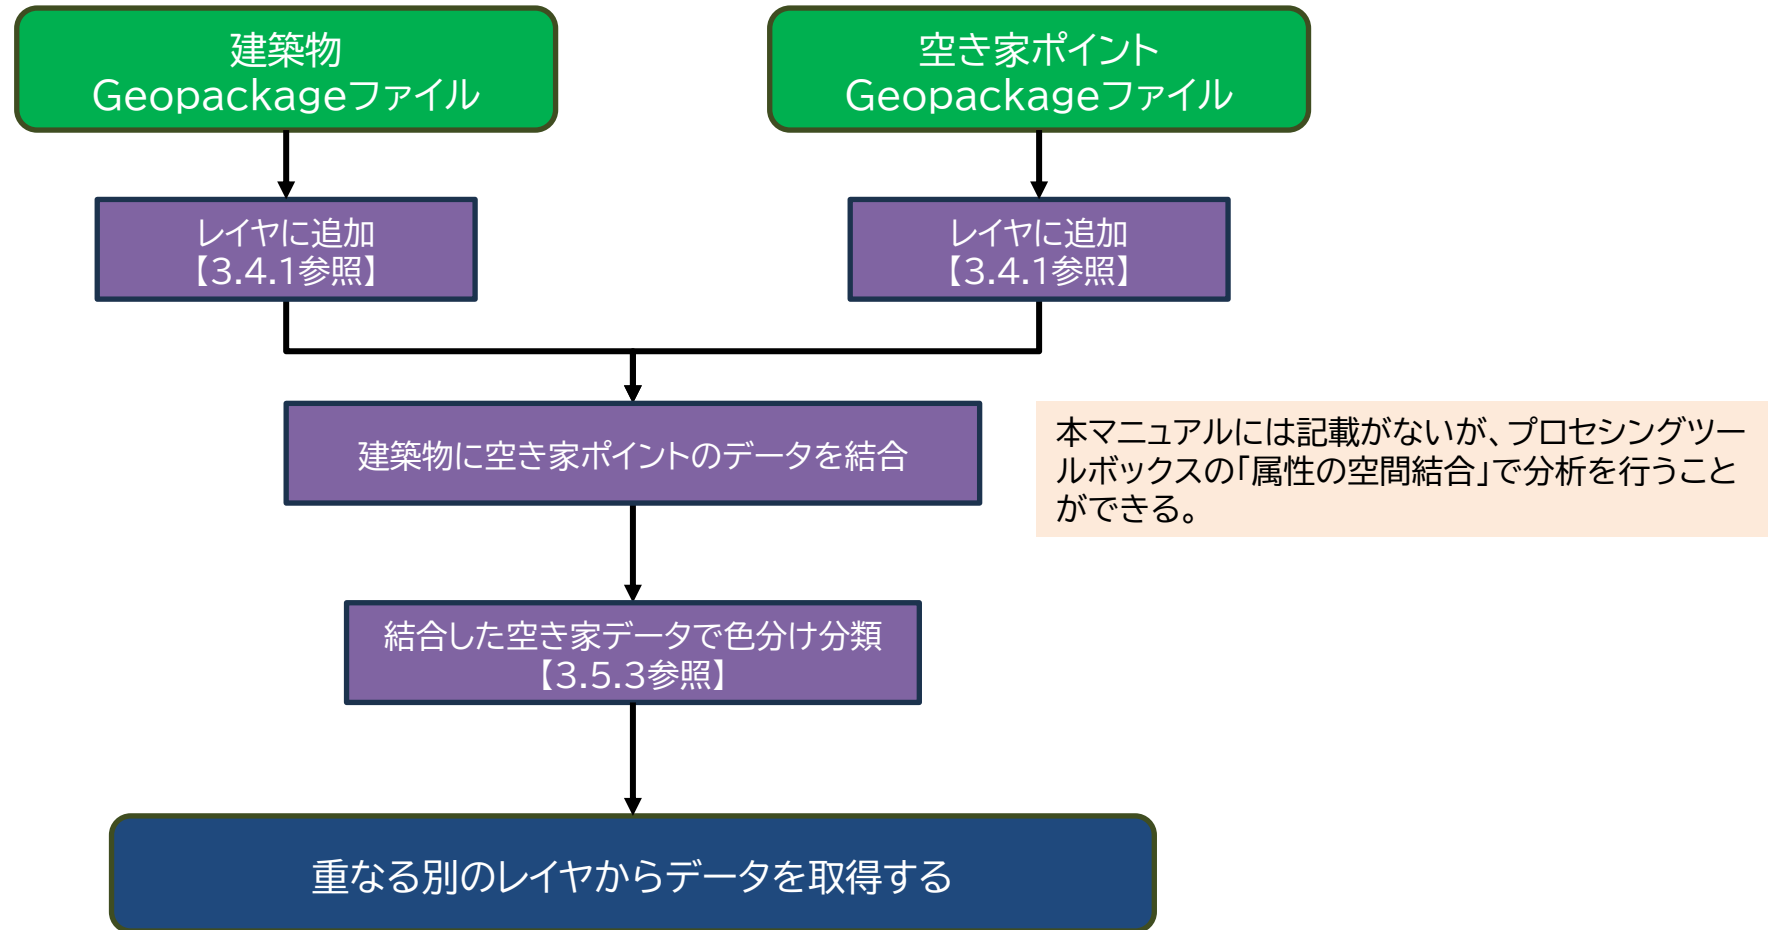 建築物
Geopackageファイル
空き家ポイント
Geopackageファイル
レイヤに追加
【3.4.1参照】
レイヤに追加
【3.4.1参照】
建築物に空き家ポイントのデータを結合
本マニュアルには記載がないが、プロセシングツー
ルボックスの「属性の空間結合」で分析を行うこと
ができる。
結合した空き家データで色分け分類
【3.5.3参照】
重なる別のレイヤからデータを取得する